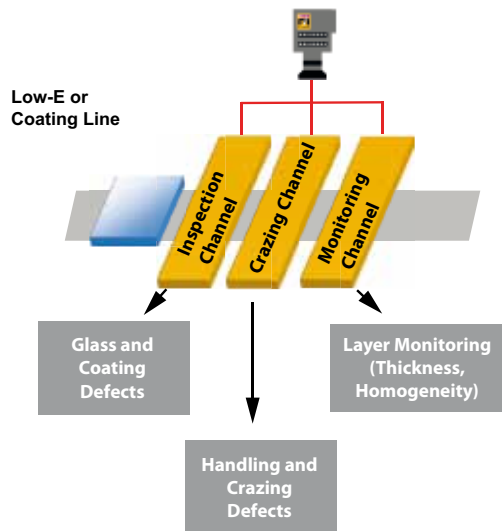 Low-E or
Coating Line
Inspection
Channel
Crazing Channel
Monitoring
Channel
Glass and
Coating
Defects
Layer Monitoring
(Thickness,
Homogeneity)
Handling and
Crazing
Defects